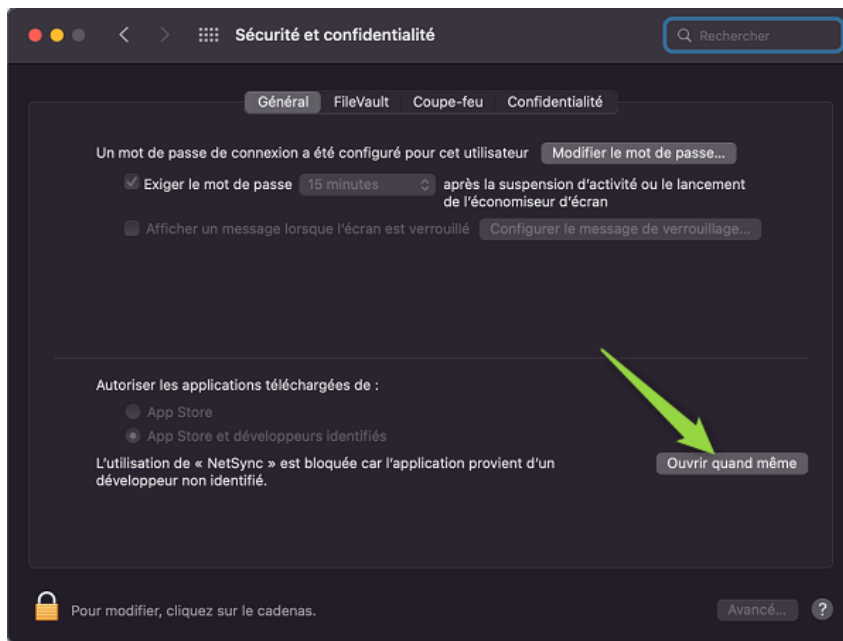 Sécurité et confidentialité
Rechercher
Général FileVault Coupe-feu Confidentialité
Un mot de passe de connexion a été configuré pour cet utilisateur Modifier le mot de passe...
Exiger le mot de passe 15 minutes après la suspension d'activité ou le lancement
de l'économiseur d'écran
Afficher un message lorsque l'écran est verrouillé Configurer le message de verrouillage...
Autoriser les applications téléchargées de :
App Store
App Store et développeurs identifiés
L'utilisation de « NetSync » est bloquée car l'application provient d'un
développeur non identifié.
Ouvrir quand même
Pour modifier, cliquez sur le cadenas.
Avancé... ?